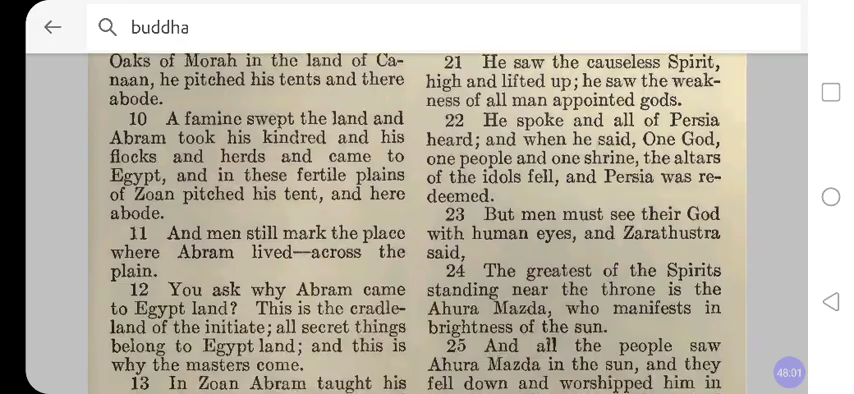 buddha
Oaks of Morah in the land of Ca-
naan, he pitched his tents and there
abode.
10 A famine swept the land and
Abram took his kindred and his
flocks and herds and came to
Egypt, and in these fertile plains
of Zoan pitched his tent, and here
abode.
11 And men still mark the place
where Abram lived—across the
plain.
12 You ask why Abram came
to Egypt land? This is the cradle-
land of the initiate; all secret things
belong to Egypt land; and this is
why the masters come.
13 In Zoan Abram taught his
21 He saw the causeless Spirit,
high and lifted up; he saw the weak-
ness of all man appointed gods.
22 He spoke and all of Persia
heard; and when he said, One God,
one people and one shrine, the altars
of the idols fell, and Persia was re-
deemed.
23 But men must see their God
with human eyes, and Zarathustra
said,
24 The greatest of the Spirits
standing near the throne is the
Ahura Mazda, who manifests in
brightness of the sun.
25 And all the people saw
Ahura Mazda in the sun, and they
fell down and worshipped him in
48:01